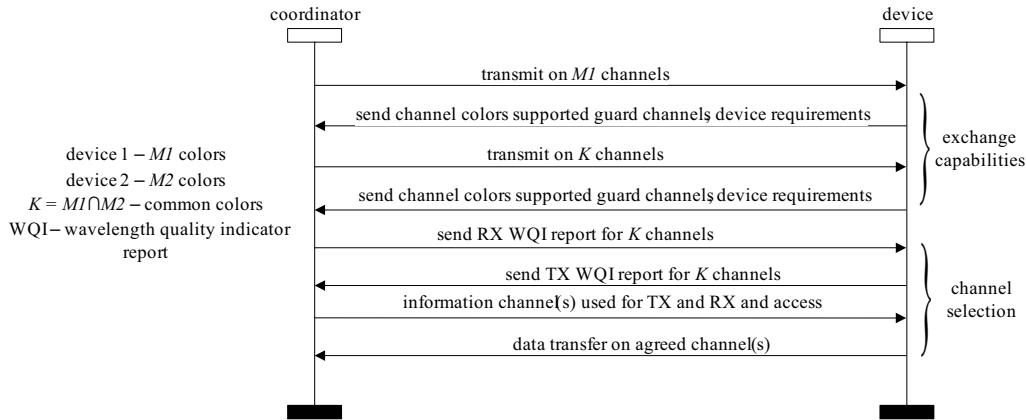 coordinator
device
transmit on M1 channels
send channel colors supported guard channels, device requirements
transmit on K channels
send channel colors supported guard channels, device requirements
exchange
capabilities
device 1 – M1 colors
device 2 – M2 colors
K = M1∩M2 – common colors
WQI – wavelength quality indicator
report
send RX WQI report for K channels
send TX WQI report for K channels
information channel(s) used for TX and RX and access
data transfer on agreed channel(s)
channel
selection